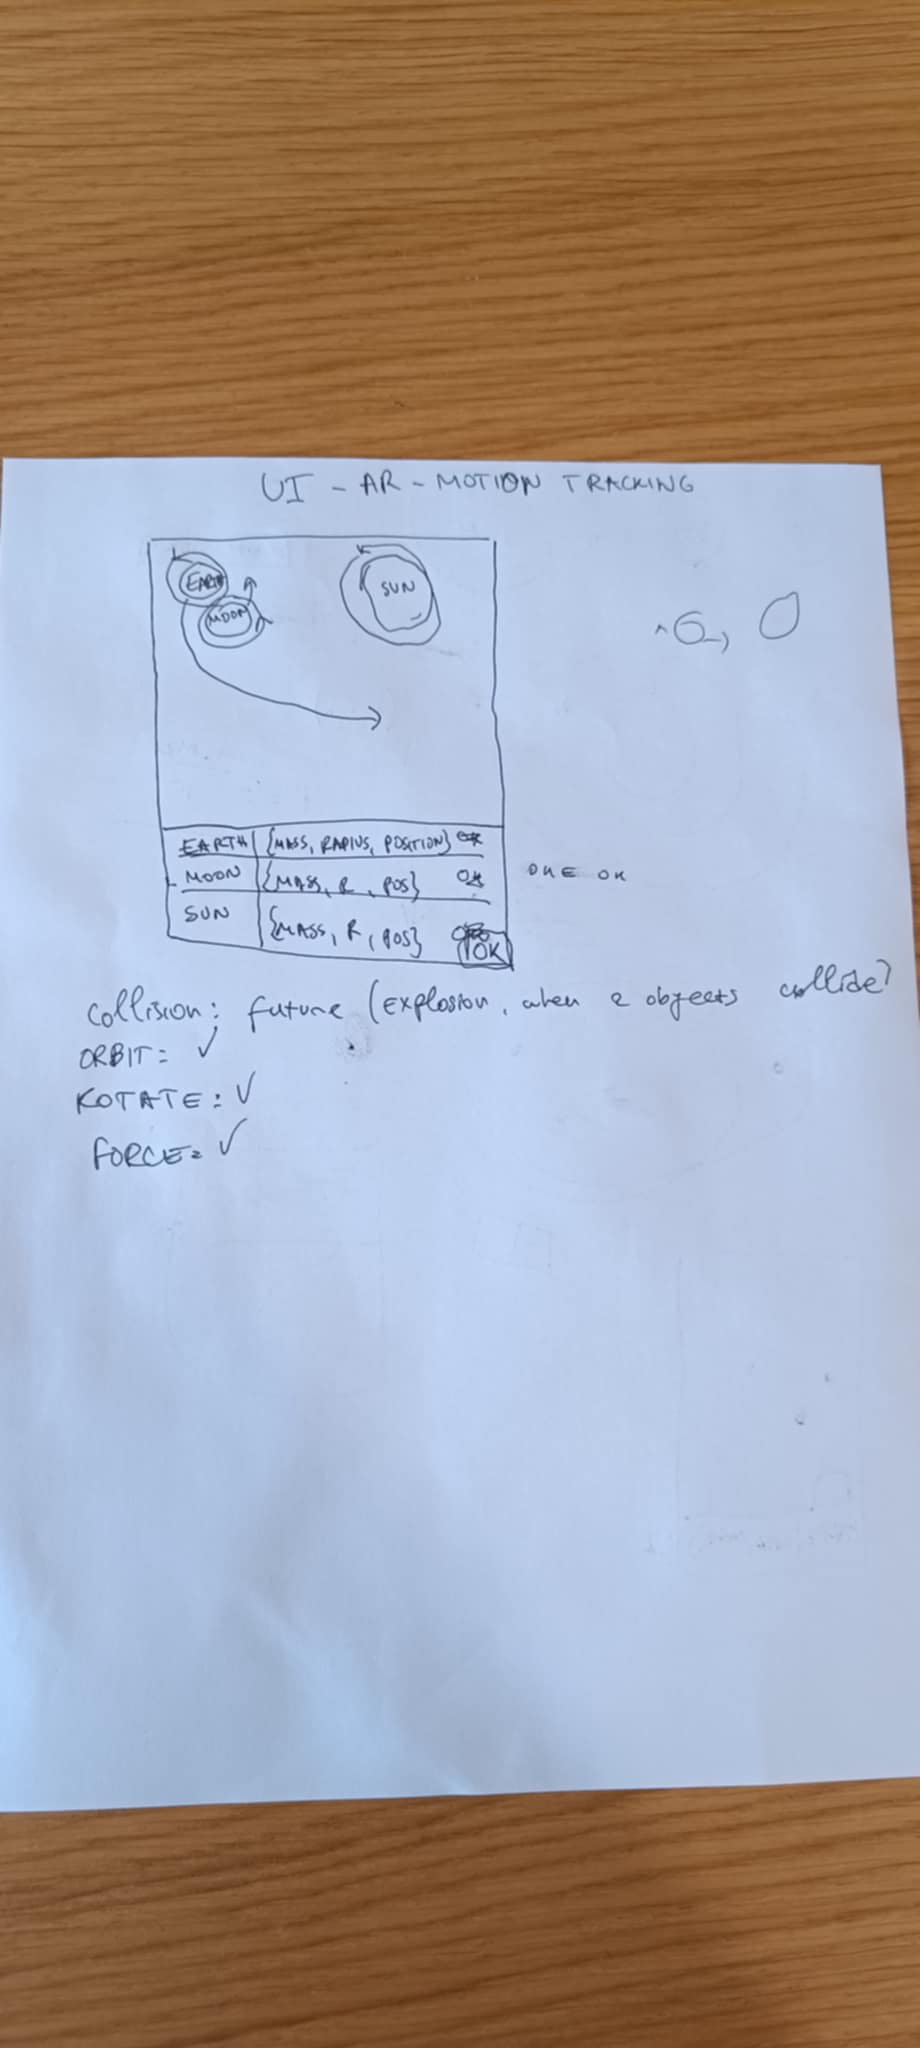 UI - AR - MOTION TRACKING
EARTH
MOON
SUN
EARTH {MASS, RADIUS, POSITION} OK
MOON {MASS, R, POS} OK
ONE OK
SUN {MASS, R, POS}
OK
Collision: future (Explosion, when 2 objects collide)
ORBIT: ✓
ROTATE: ✓
FORCE: ✓